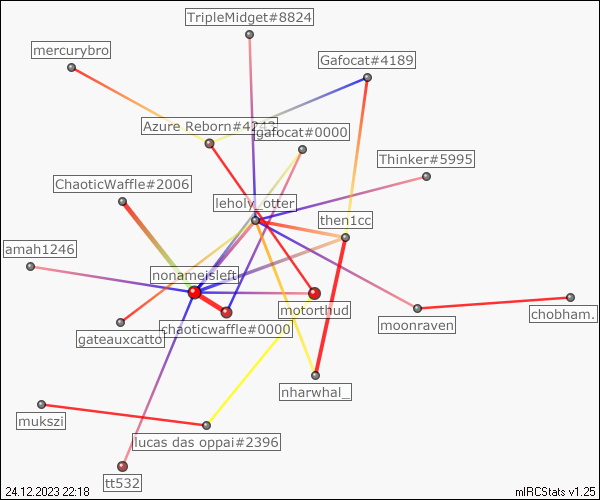 TripleMidget#8824
mercurybro
Gafocat#4189
Azure Reborn#4243
gafocat#0000
Thinker#5995
ChaoticWaffle#2006
leholy_otter
then1cc
amah1246
nonameisleft
motorthud
chobham.
moonraven
chaoticwaffle#0000
gateauxcatto
nharwhal_
mukszi
lucas das oppai#2396
tt532
24.12.2023 22:18
mIRCStats v1.25